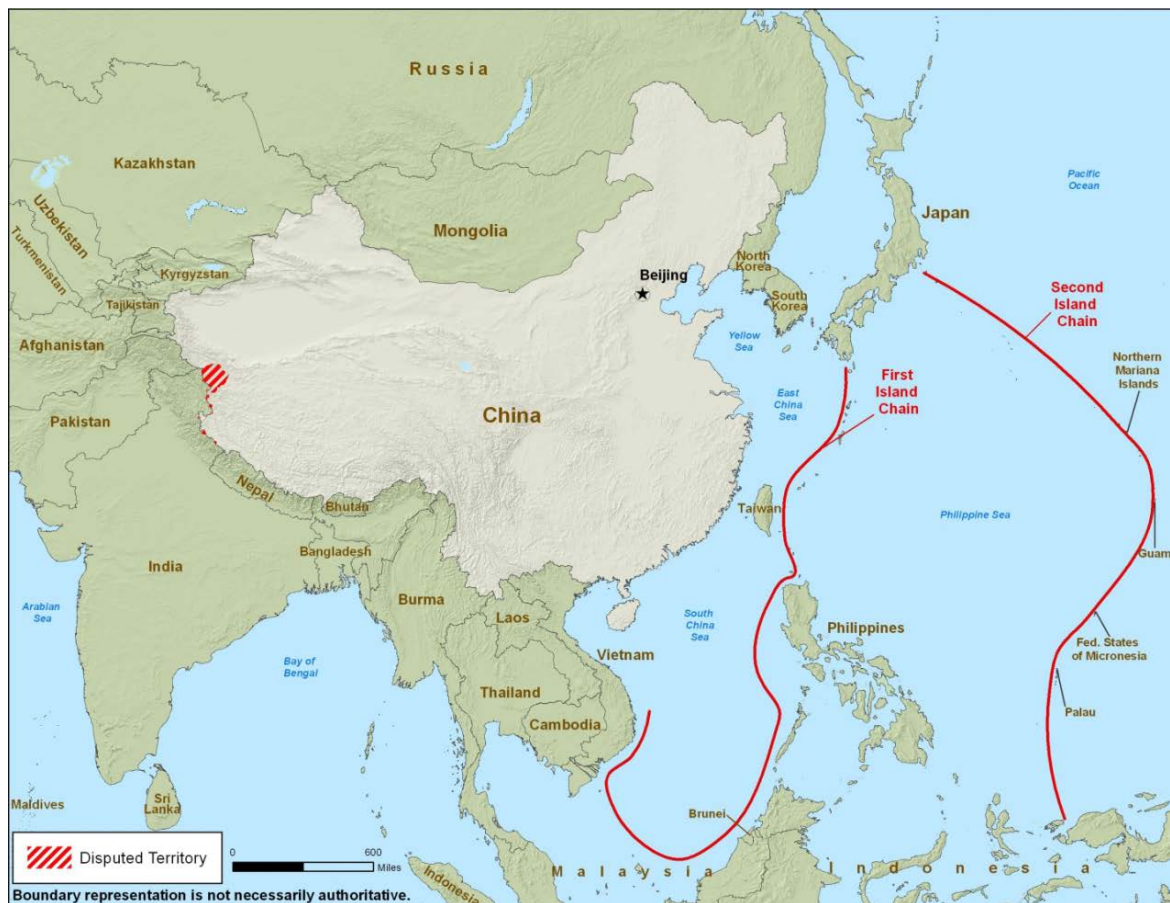 Russia
Kazakhstan
Mongolia
Uzbekistan
Turkmenistan
Kyrgyzstan
Tajikistan
Afghanistan
Pakistan
Beijing
North
Korea
South
Korea
Japan
Pacific
Ocean
Yellow
Sea
East
China
Sea
First
Island
Chain
Second
Island
Chain
Northern
Mariana
Islands
China
Nepal
Bhutan
Bangladesh
India
Burma
Laos
Vietnam
Thailand
Cambodia
Taiwan
Philippine Sea
Guam
Arabian
Sea
Bay of
Bengal
South
China
Sea
Philippines
Fed. States
of Micronesia
Palau
Maldives
Sri
Lanka
Brunei
Malaysia
Indonesia
Indonesia
Disputed Territory
0 600
Miles
Boundary representation is not necessarily authoritative.